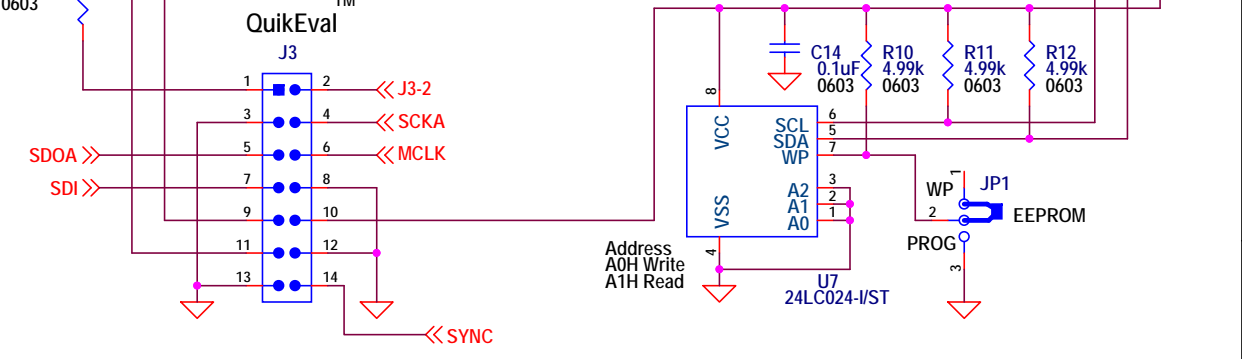 0603
TM
QuikEval
J3
1
2
J3-2
3
4
SCKA
SDOA
5
6
MCLK
SDI
7
8
9
10
11
12
13
14
SYNC
C14
0.1uF
0603
R10
4.99k
0603
R11
4.99k
0603
R12
4.99k
0603
8
VCC
SCL
6
SDA
5
WP
7
A2
3
A1
2
A0
1
VSS
4
Address
A0H Write
A1H Read
U7
24LC024-I/ST
WP
1
JP1
2
EEPROM
PROG
3